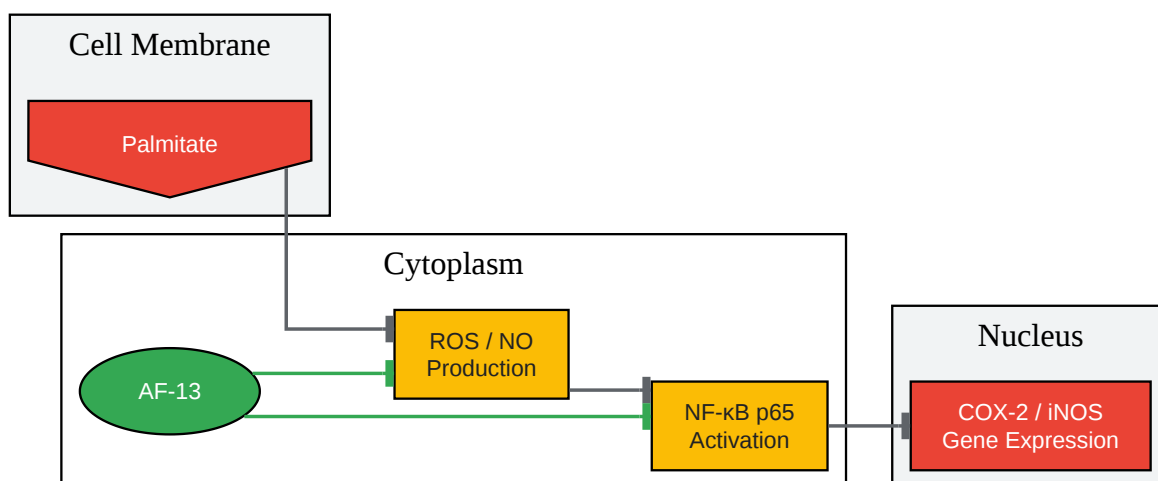 Cell Membrane
Palmitate
Cytoplasm
ROS / NO
Production
AF-13
NF-κB p65
Activation
Nucleus
COX-2 / iNOS
Gene Expression